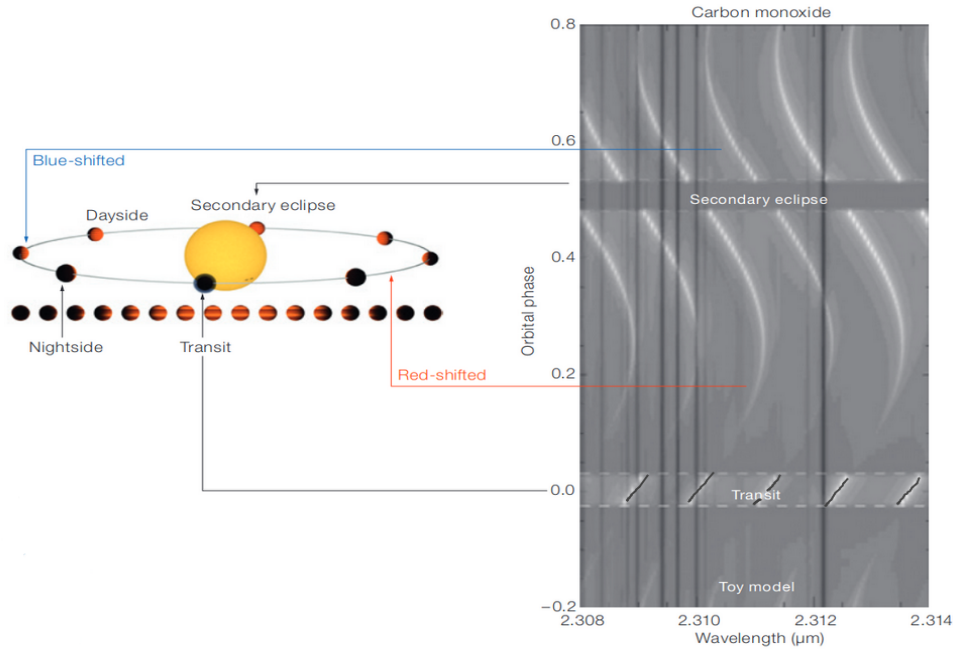 Carbon monoxide
0.8
0.6
0.4
0.2
0.0
−0.2
Orbital phase
Blue-shifted
Dayside
Secondary eclipse
Nightside
Transit
Red-shifted
Secondary eclipse
Transit
Toy model
2.308
2.310
2.312
2.314
Wavelength (μm)